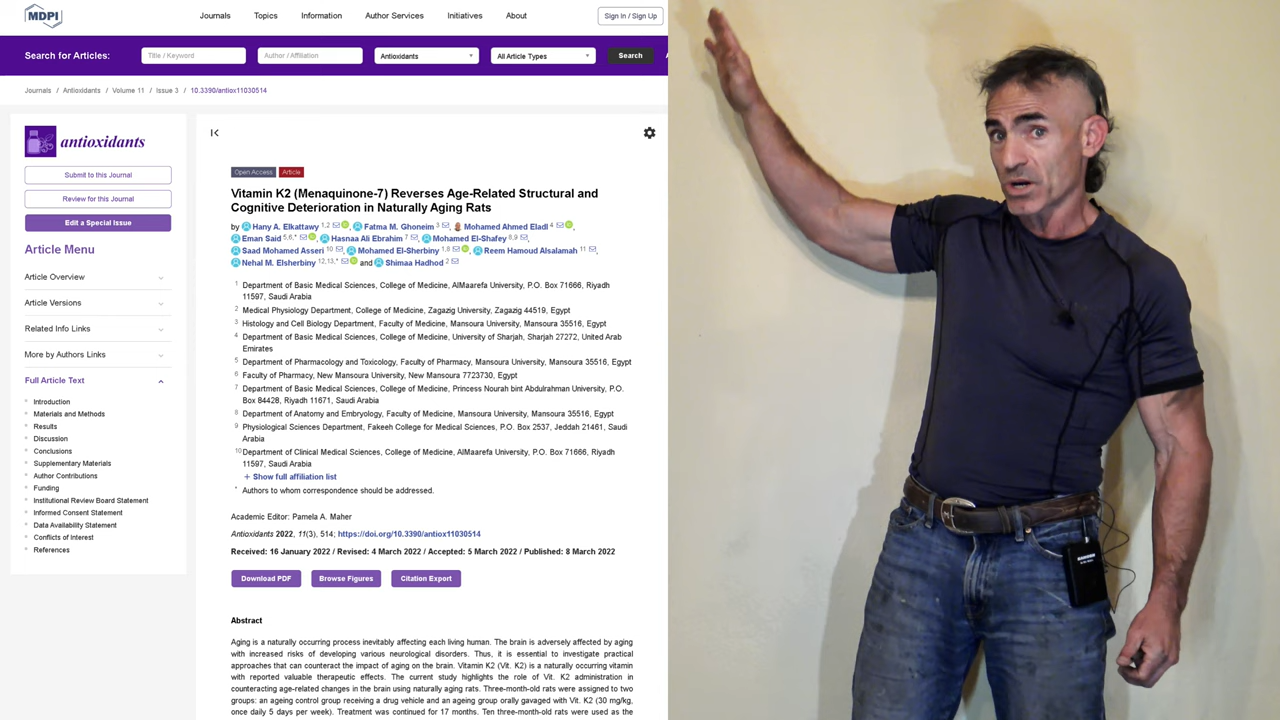 MDPI
Journals Topics Information Author Services Initiatives About Sign In / Sign Up
Search for Articles: Title / Keyword Author / Affiliation Antioxidants All Article Types Search
Journals / Antioxidants / Volume 11 / Issue 3 / 10.3390/antiox11030514
antioxidants
Submit to this Journal
Review for this Journal
Edit a Special Issue
Article Menu
Article Overview
Article Versions
Related Info Links
More by Authors Links
Full Article Text
Introduction
Materials and Methods
Results
Discussion
Conclusions
Supplementary Materials
Author Contributions
Funding
Institutional Review Board Statement
Informed Consent Statement
Data Availability Statement
Conflicts of Interest
References
Open Access Article
Vitamin K2 (Menaquinone-7) Reverses Age-Related Structural and
Cognitive Deterioration in Naturally Aging Rats
by Hany A. Elkattawy 1,2, Fatma M. Ghoneim 3, Mohamed Ahmed Eladl 4,
Eman Said 5,6,*, Hasnaa Ali Ebrahim 7, Mohamed El-Shafey 8,9,
Saad Mohamed Asseri 10, Mohamed El-Sherbiny 1,8, Reem Hamoud Alsalamah 11,
Nehal M. Elsherbiny 12,13,* and Shimaa Hadhod 2
1 Department of Basic Medical Sciences, College of Medicine, AlMaarefa University, P.O. Box 71666, Riyadh
11597, Saudi Arabia
2 Medical Physiology Department, College of Medicine, Zagazig University, Zagazig 44519, Egypt
3 Histology and Cell Biology Department, Faculty of Medicine, Mansoura University, Mansoura 35516, Egypt
4 Department of Basic Medical Sciences, College of Medicine, University of Sharjah, Sharjah 27272, United Arab
Emirates
5 Department of Pharmacology and Toxicology, Faculty of Pharmacy, Mansoura University, Mansoura 35516, Egypt
6 Faculty of Pharmacy, New Mansoura University, New Mansoura 7723730, Egypt
7 Department of Basic Medical Sciences, College of Medicine, Princess Nourah bint Abdulrahman University, P.O.
Box 84428, Riyadh 11671, Saudi Arabia
8 Department of Anatomy and Embryology, Faculty of Medicine, Mansoura University, Mansoura 35516, Egypt
9 Physiological Sciences Department, Fakeeh College for Medical Sciences, P.O. Box 2537, Jeddah 21461, Saudi
Arabia
10 Department of Clinical Medical Sciences, College of Medicine, AlMaarefa University, P.O. Box 71666, Riyadh
11597, Saudi Arabia
+ Show full affiliation list
* Authors to whom correspondence should be addressed.
Academic Editor: Pamela A. Maher
Antioxidants 2022, 11(3), 514; https://doi.org/10.3390/antiox11030514
Received: 16 January 2022 / Revised: 4 March 2022 / Accepted: 5 March 2022 / Published: 8 March 2022
Download PDF Browse Figures Citation Export
Abstract
Aging is a naturally occurring process inevitably affecting each living human. The brain is adversely affected by aging
with increased risks of developing various neurological disorders. Thus, it is essential to investigate practical
approaches that can counteract the impact of aging on the brain. Vitamin K2 (Vit. K2) is a naturally occurring vitamin
with reported valuable therapeutic effects. The current study highlights the role of Vit. K2 administration in
counteracting age-related changes in the brain using naturally aging rats. Three-month-old rats were assigned to two
groups: an ageing control group receiving a drug vehicle and an ageing group orally gavaged with Vit. K2 (30 mg/kg,
once daily 5 days per week). Treatment was continued for 17 months. Ten three-month-old rats were used as the